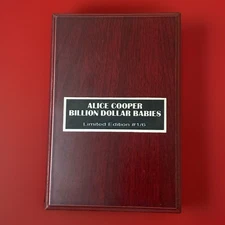 ALICE COOPER
BILLION DOLLAR BABIES
Limited Edition #1/6